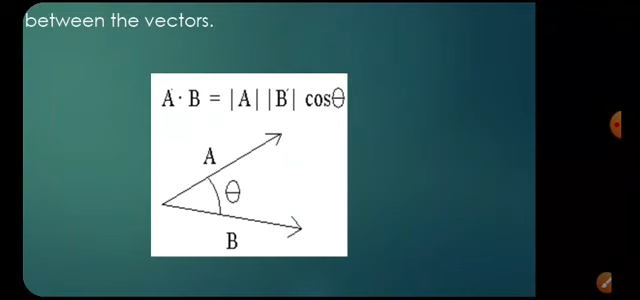 between the vectors.
A · B = |A| |B| cosθ
A
θ
B